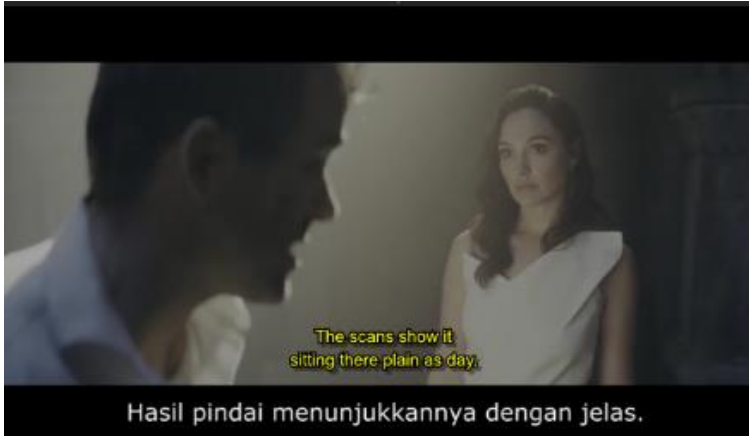 The scans show it
sitting there plain as day.
Hasil pindai menunjukkannya dengan jelas.